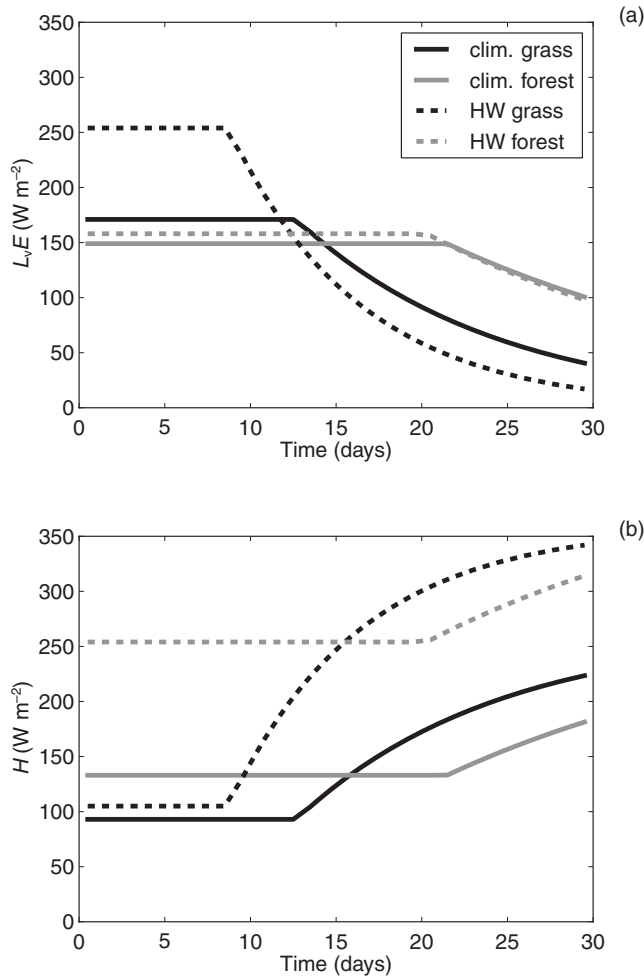 (a)
350
300
250
200
150
100
50
0
LvE (W m⁻²)
clim. grass
clim. forest
HW grass
HW forest
0 5 10 15 20 25 30
Time (days)
(b)
350
300
250
200
150
100
50
0
H (W m⁻²)
0 5 10 15 20 25 30
Time (days)